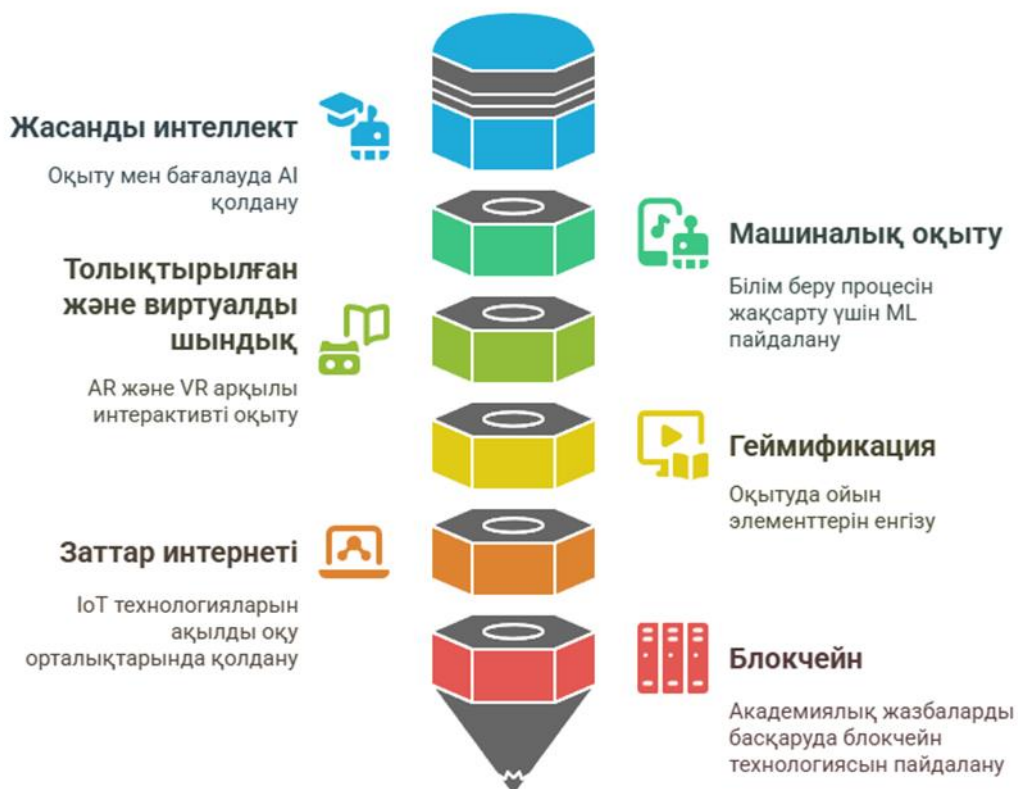 Жасанды интеллект
Оқыту мен бағалауда AI
қолдану
Машиналық оқыту
Білім беру процесін
жақсарту үшін ML
пайдалану
Толықтырылған
және виртуалды
шындық
AR және VR арқылы
интерактивті оқыту
Геймификация
Оқытуда ойын
элементтерін енгізу
Заттар интернеті
IoT технологияларын
ақылды оқу
орталықтарында қолдану
Блокчейн
Академиялық жазбаларды
басқаруда блокчейн
технологиясын пайдалану